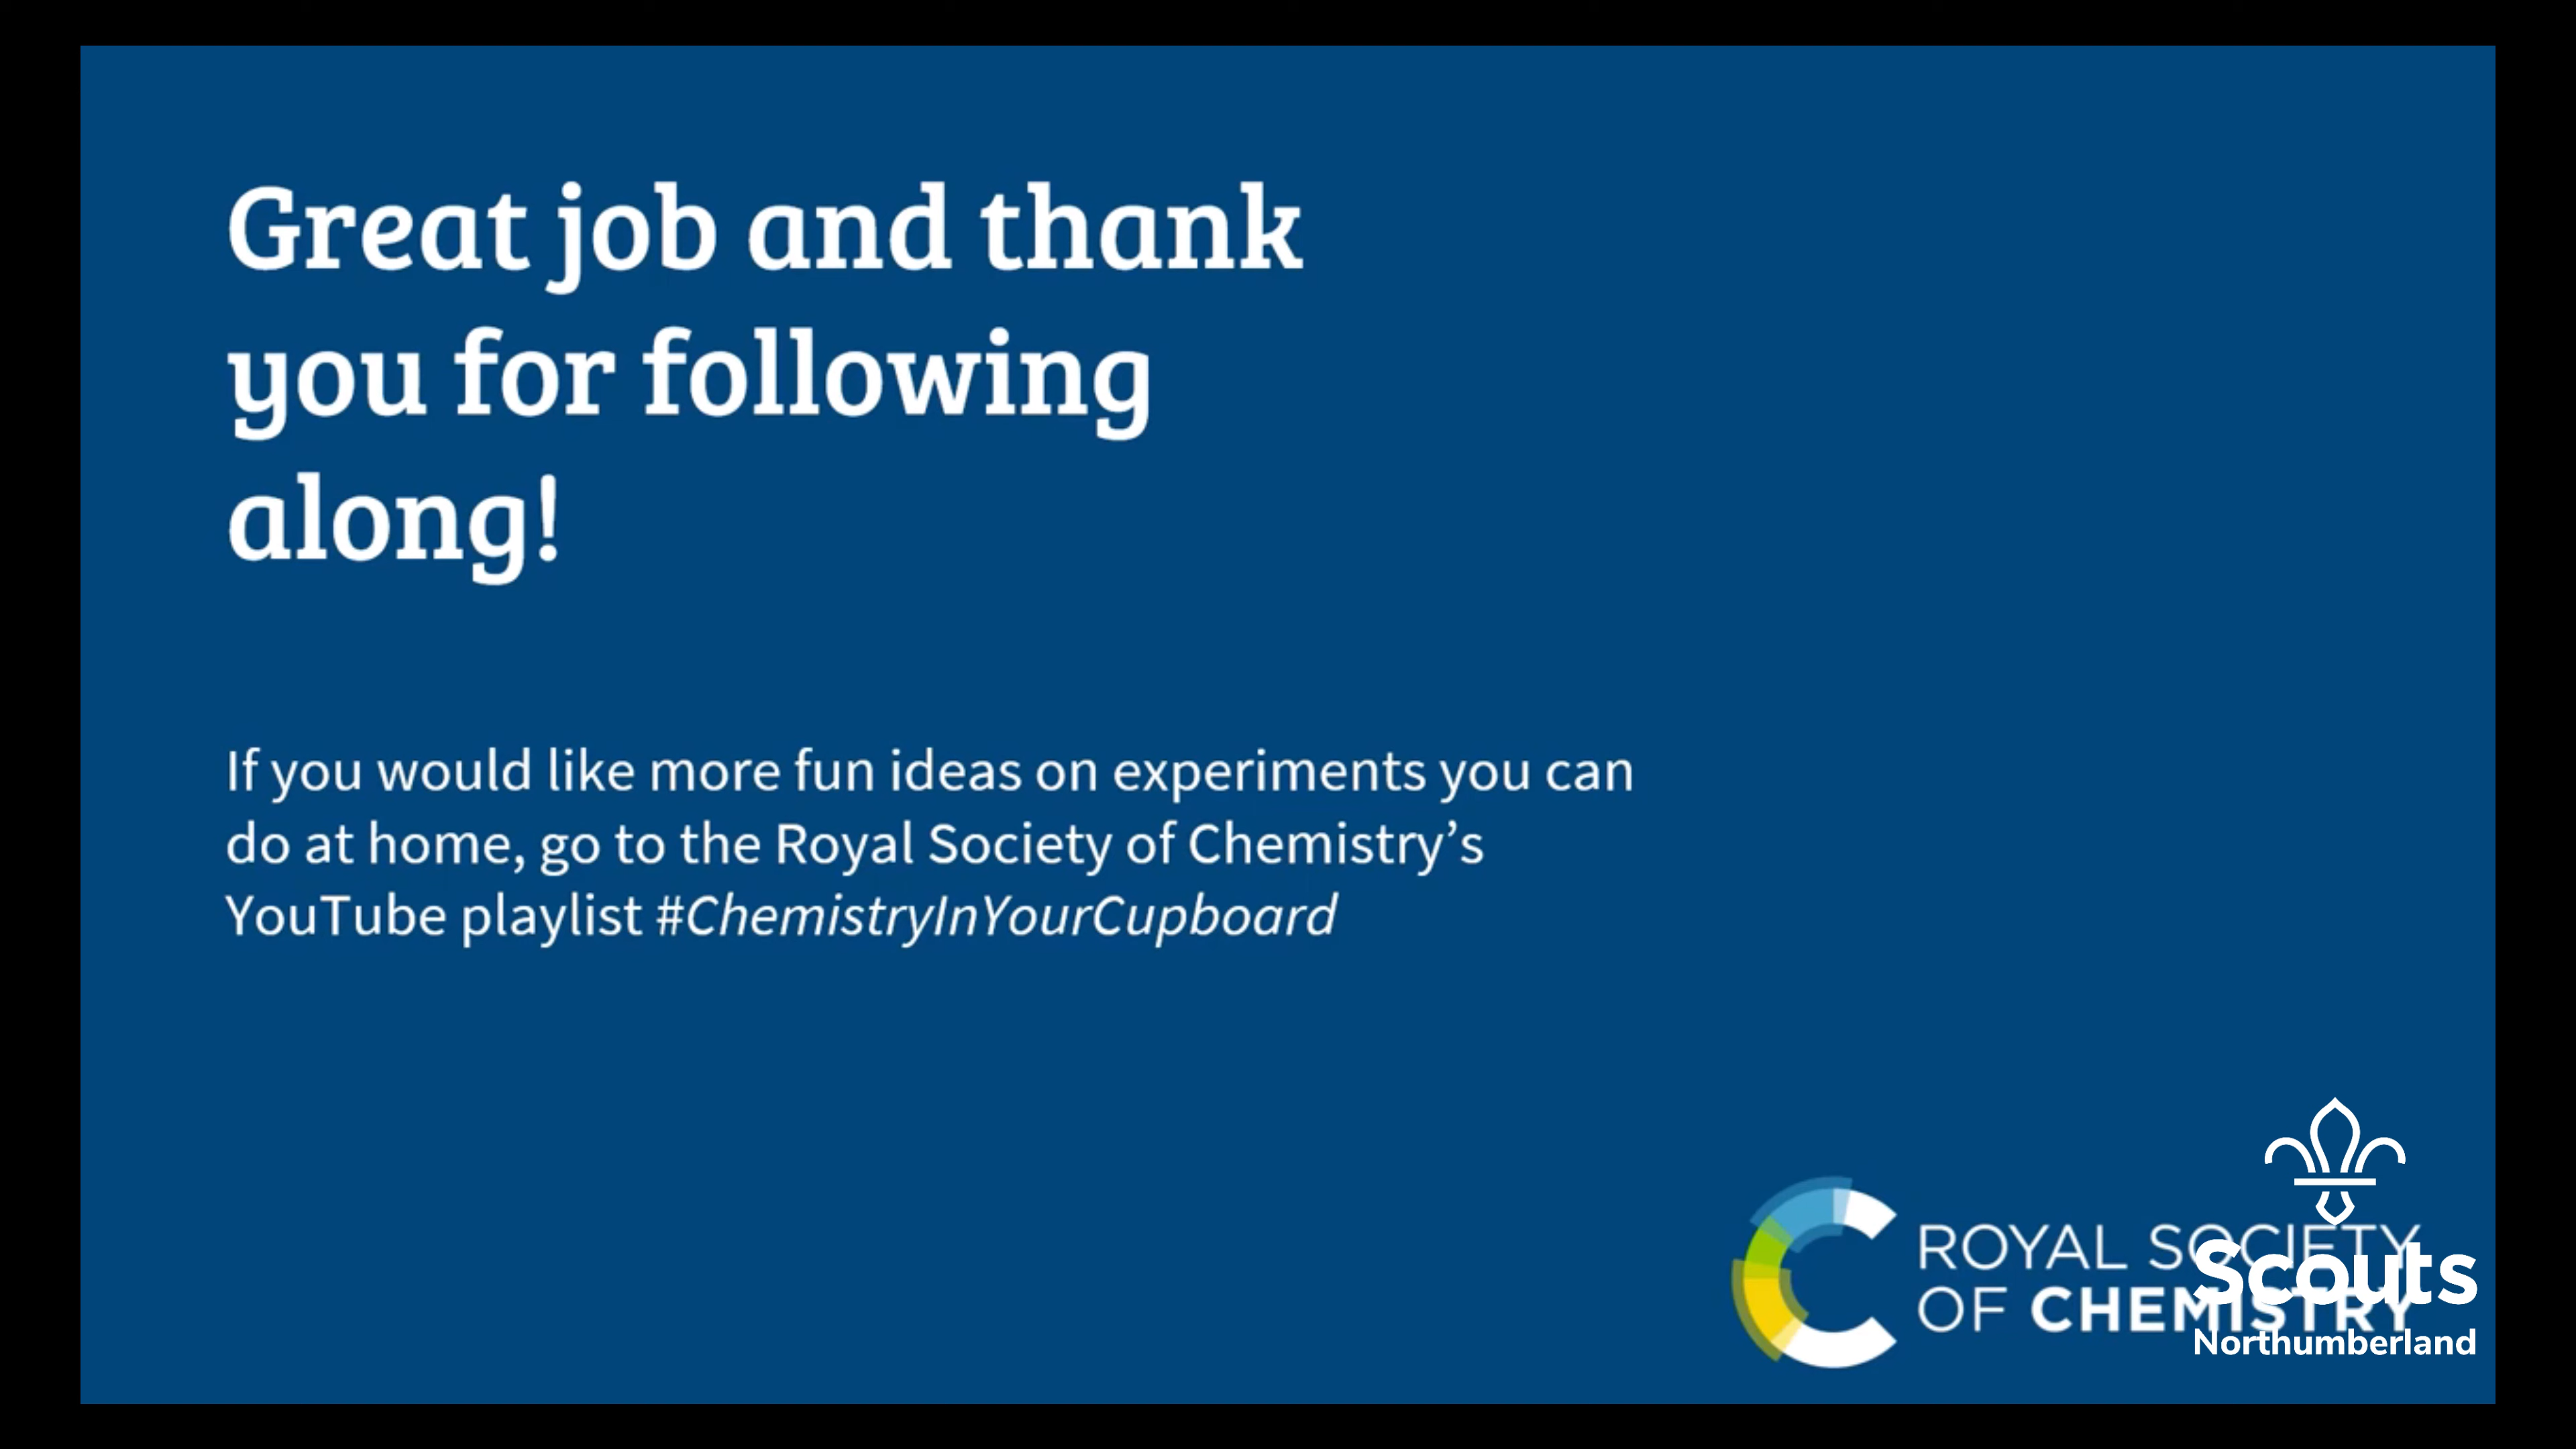 Great job and thank
you for following
along!
If you would like more fun ideas on experiments you can
do at home, go to the Royal Society of Chemistry’s
YouTube playlist #ChemistryInYourCupboard
ROYAL SOCIETY
OF CHEMISTRY
Scouts
Northumberland